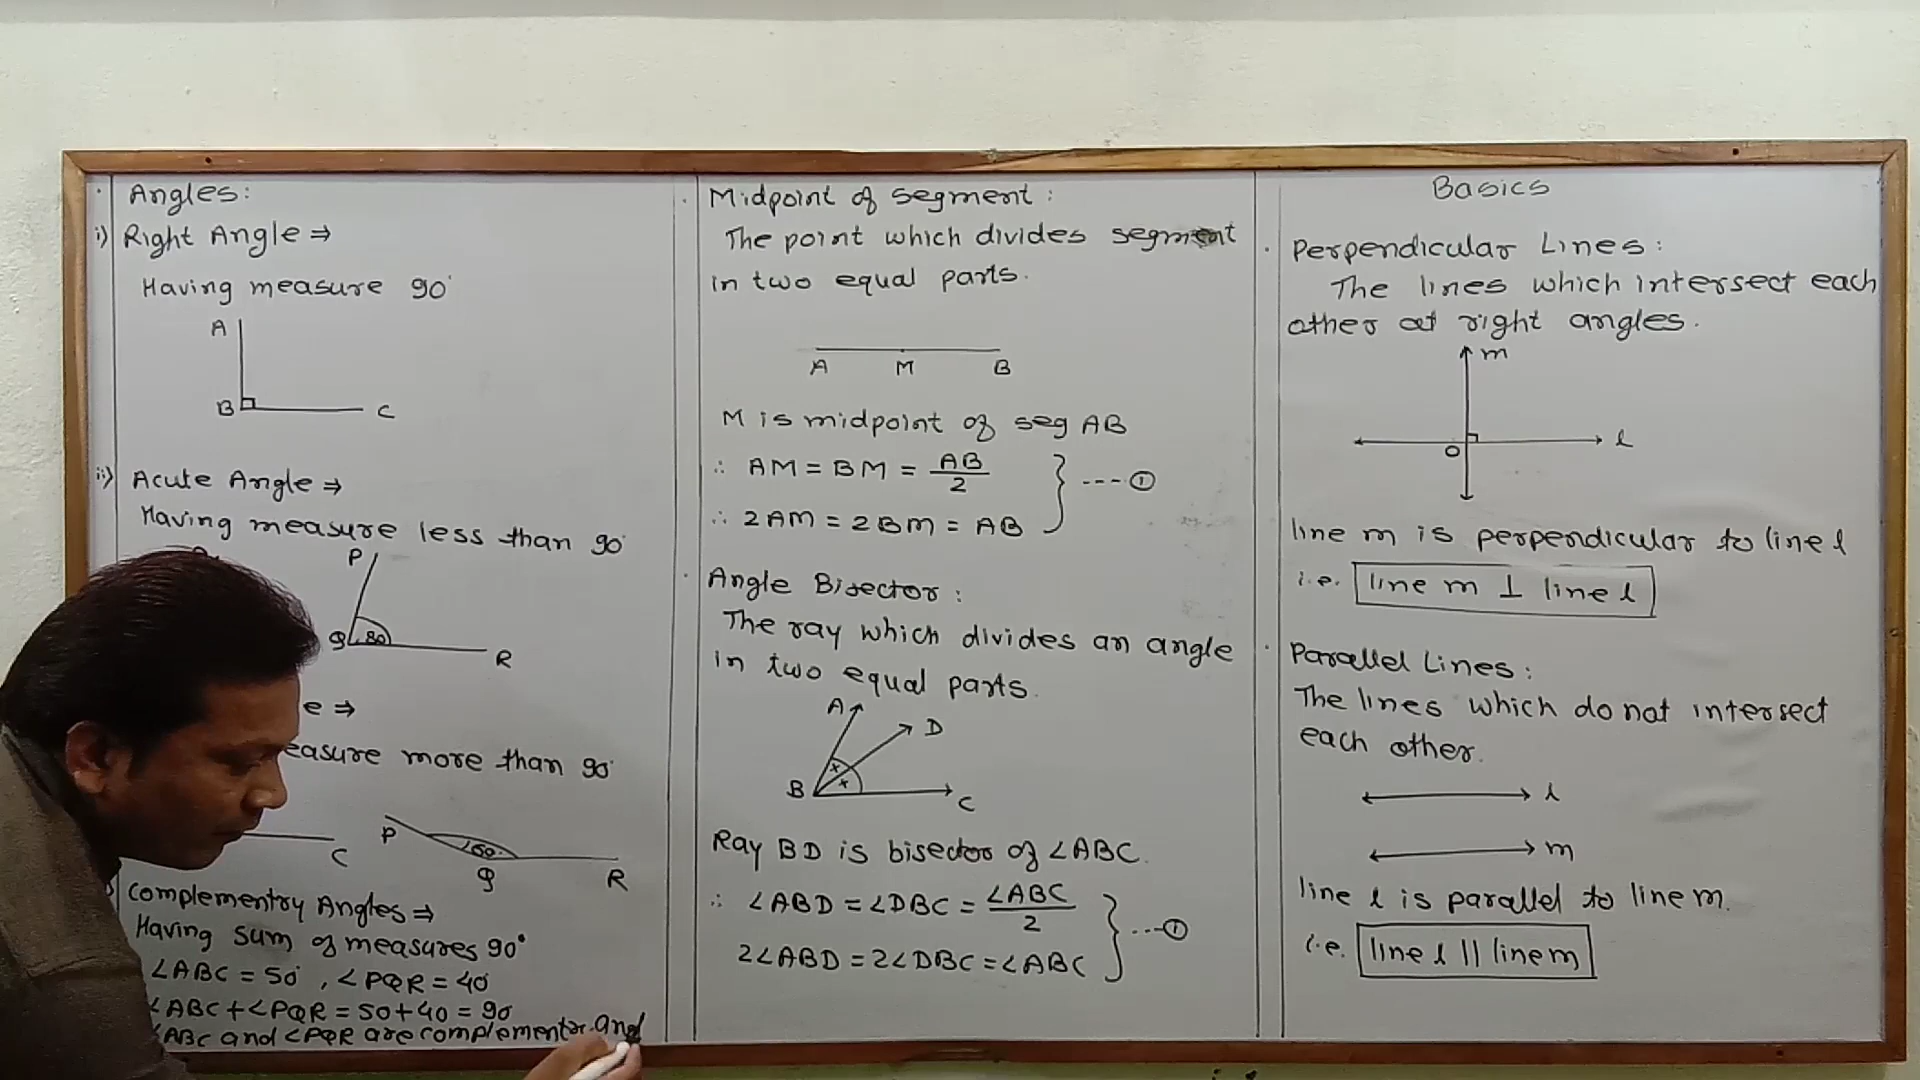 Angles:
i) Right Angle ⇒
Having measure 90°
A
B
C
ii) Acute Angle ⇒
Having measure less than 90°
P
Q 80
R
e ⇒
easure more than 90°
C
P
Q
R
Complementry Angles ⇒
Having sum of measures 90°
∠ABC = 50°, ∠PQR = 40°
∠ABC + ∠PQR = 50 + 40 = 90°
∠ABC and ∠PQR are complementr. and
Midpoint of segment:
The point which divides segment
in two equal parts.
A M B
M is midpoint of seg AB
∴ AM = BM = AB/2
∴ 2AM = 2BM = AB
----①
Angle Bisector:
The ray which divides an angle
in two equal parts.
A
D
x
x
B
C
Ray BD is bisector of ∠ABC.
∴ ∠ABD = ∠DBC = ∠ABC/2
2∠ABD = 2∠DBC = ∠ABC
---①
Basics
Perpendicular Lines:
The lines which intersect each
other at right angles.
m
l
O
line m is perpendicular to line l
i.e. line m ⊥ line l
Parallel Lines:
The lines which do not intersect
each other.
l
m
line l is parallel to line m.
i.e. line l || line m